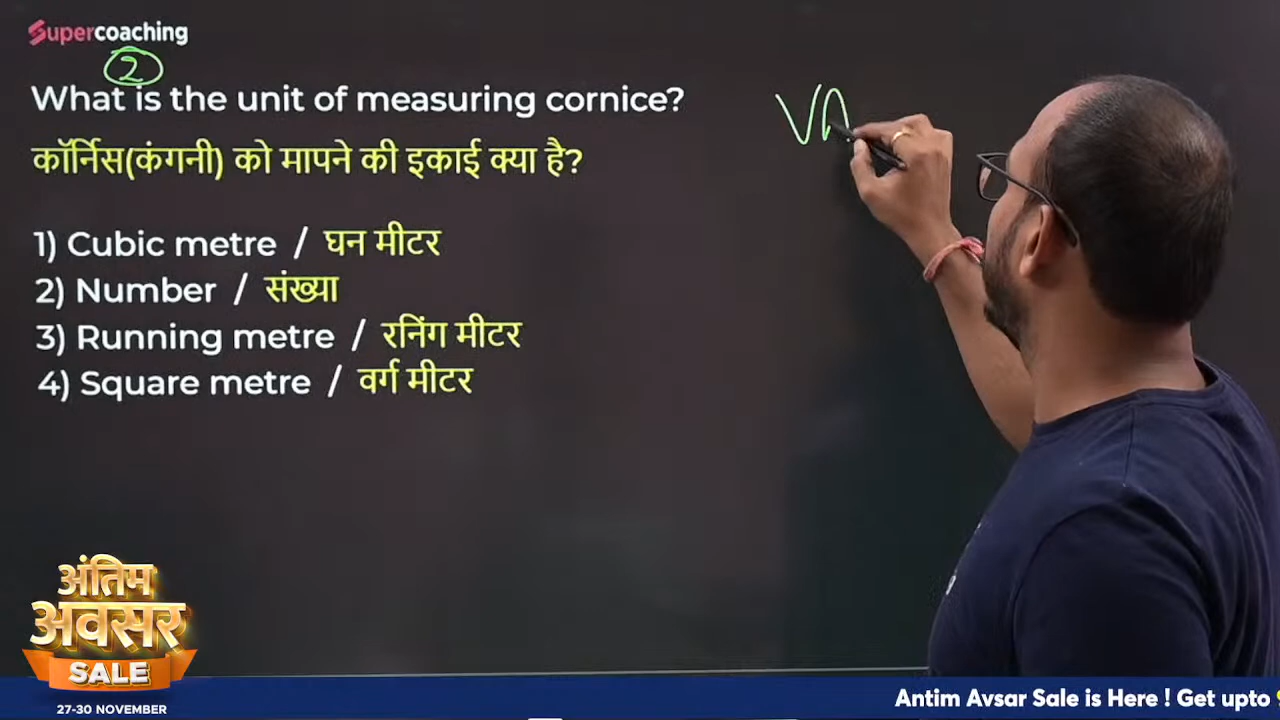 Supercoaching
2
What is the unit of measuring cornice?
कॉर्निस(कंगनी) को मापने की इकाई क्या है?
1) Cubic metre / घन मीटर
2) Number / संख्या
3) Running metre / रनिंग मीटर
4) Square metre / वर्ग मीटर
अंतिम
अवसर
SALE
27-30 NOVEMBER
Antim Avsar Sale is Here ! Get upto